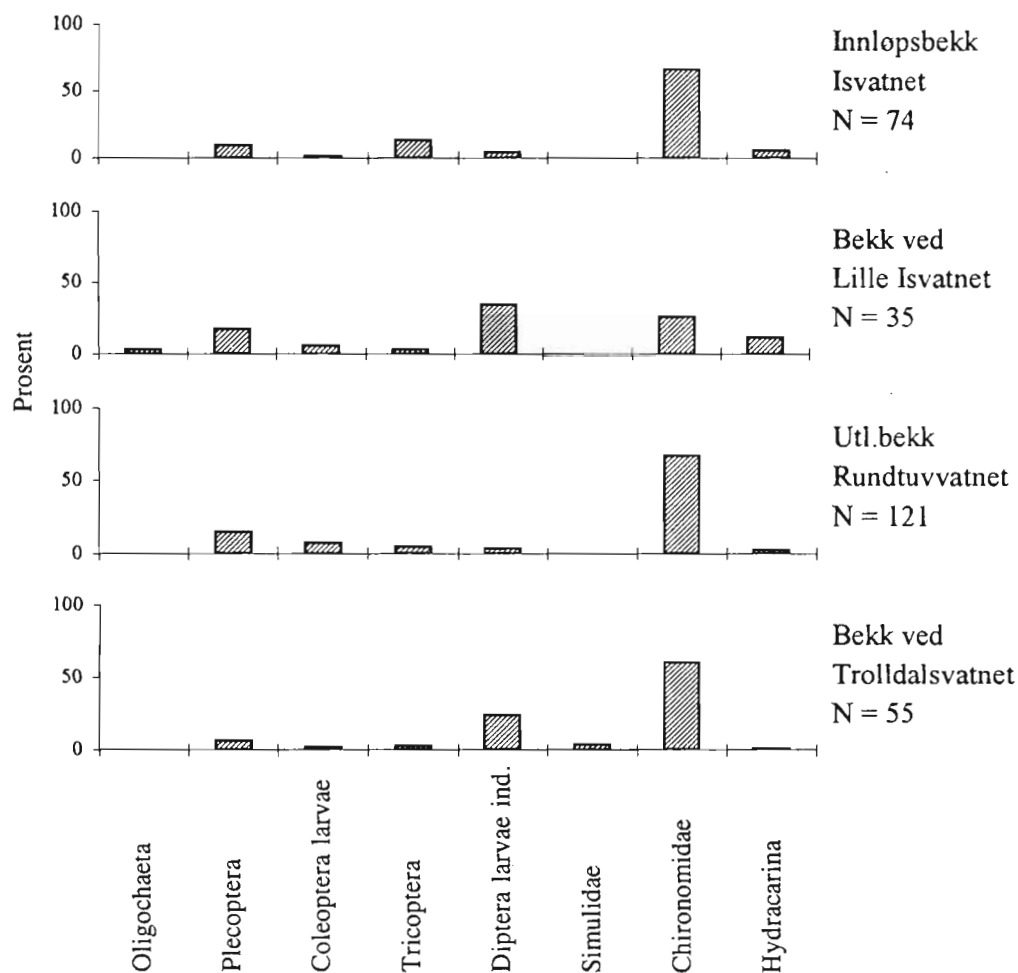 100
50
0
Innløpsbekk
Isvatnet
N = 74
100
50
0
Bekk ved
Lille Isvatnet
N = 35
Prosent
100
50
0
Utl.bekk
Rundtuvvatnet
N = 121
100
50
0
Bekk ved
Trolldalsvatnet
N = 55
Oligochaeta
Plecoptera
Coleoptera larvae
Tricoptera
Diptera larvae ind.
Simulidae
Chironomidae
Hydracarina